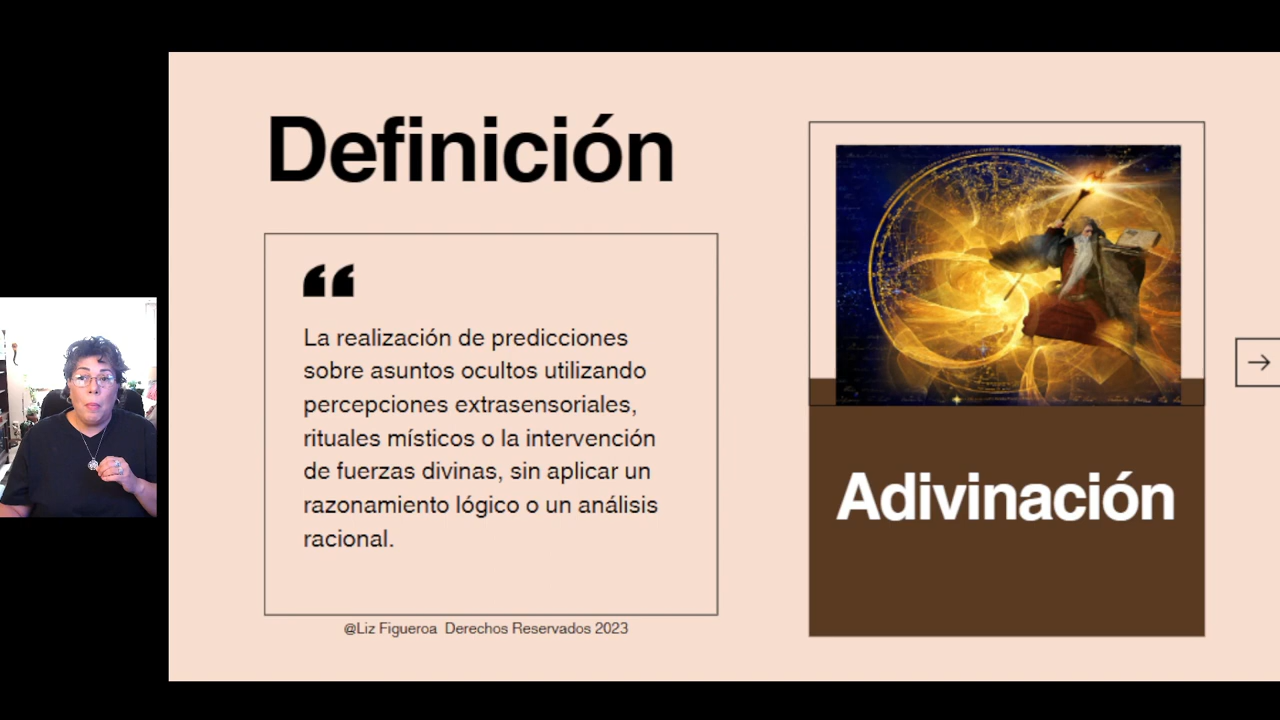 Definición
La realización de predicciones
sobre asuntos ocultos utilizando
percepciones extrasensoriales,
rituales místicos o la intervención
de fuerzas divinas, sin aplicar un
razonamiento lógico o un análisis
racional.
@Liz Figueroa Derechos Reservados 2023
Adivinación